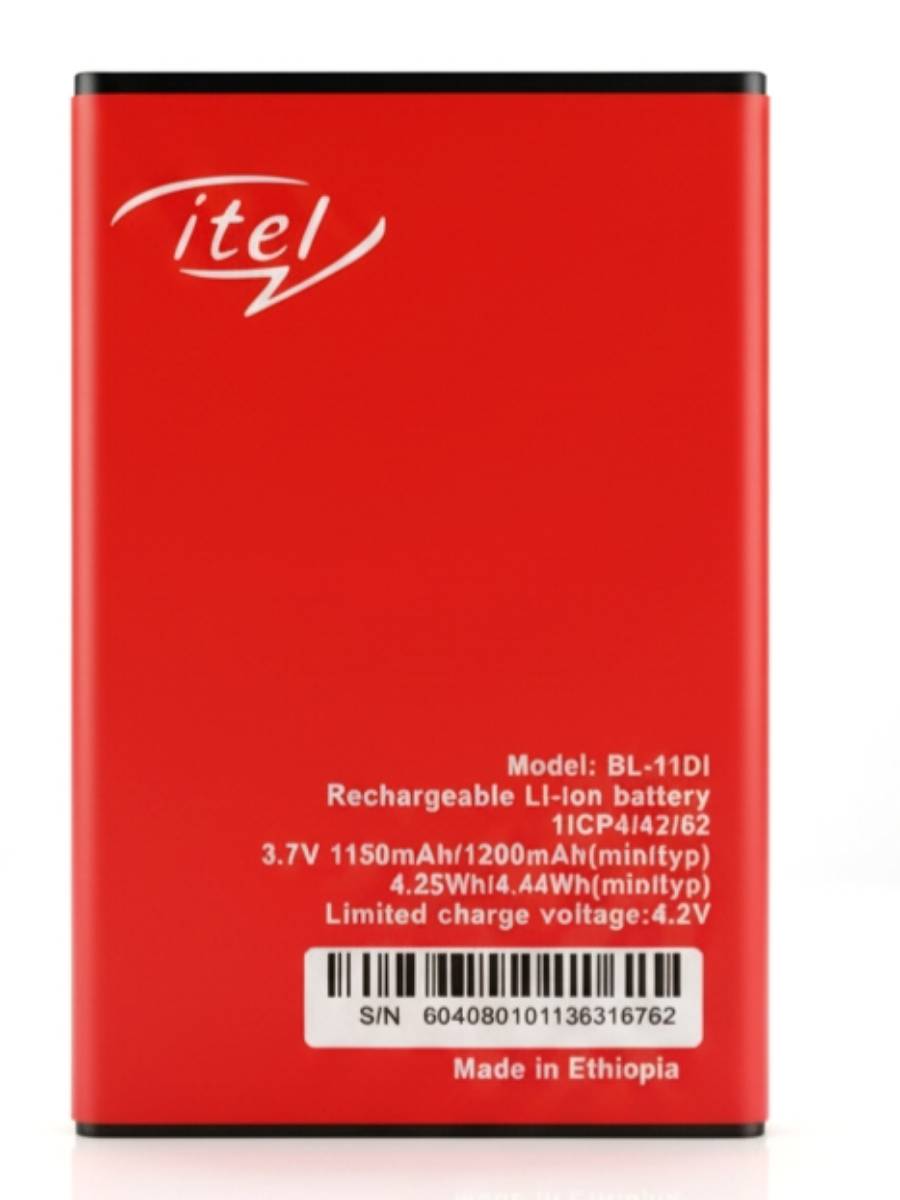 itel
Model: BL-11DI
Rechargeable LI-Ion battery
1ICP4/42/62
3.7V 1150mAh/1200mAh(min/typ)
4.25Wh/4.44Wh(min/typ)
Limited charge voltage:4.2V
S/N 604080101136316762
Made in Ethiopia